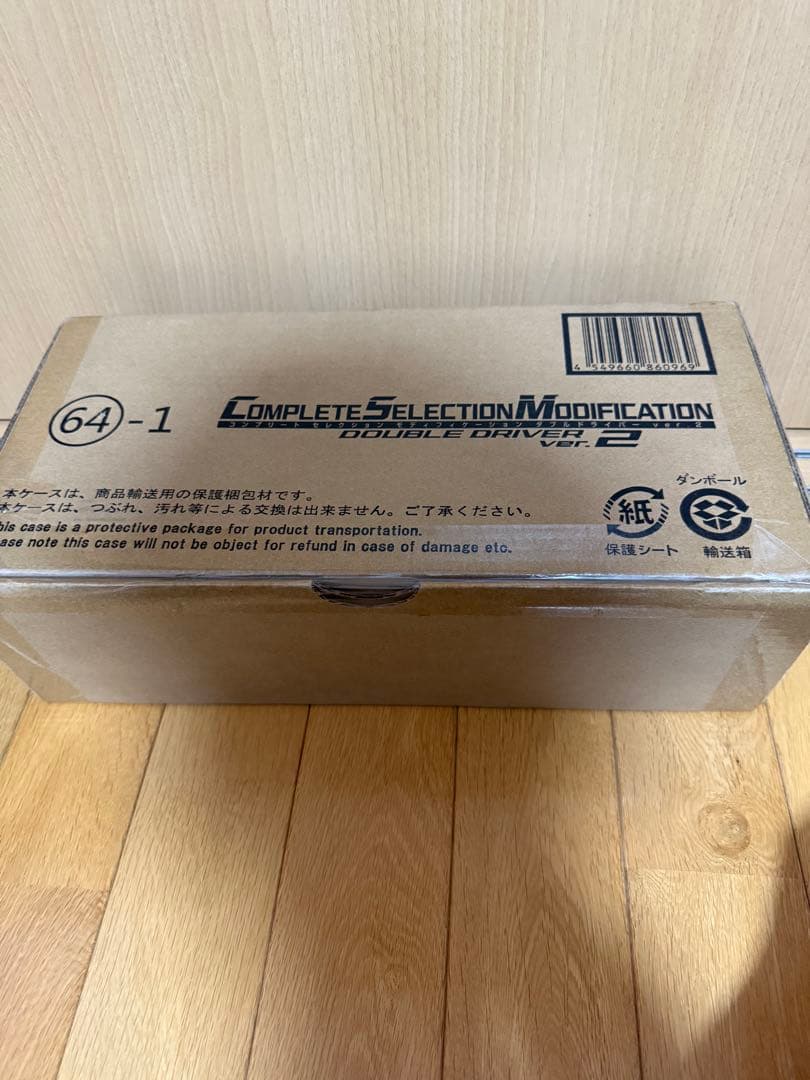 4 549660 860969
64-1
COMPLETE SELECTION MODIFICATION
コンプリート セレクション モディフィケーション ダブルドライバー ver.2
DOUBLE DRIVER
ver.2
本ケースは、商品輸送用の保護梱包材です。
本ケースは、つぶれ、汚れ等による交換は出来ません。ご了承ください。
his case is a protective package for product transportation.
ase note this case will not be object for refund in case of damage etc.
紙
保護シート
ダンボール
輸送箱